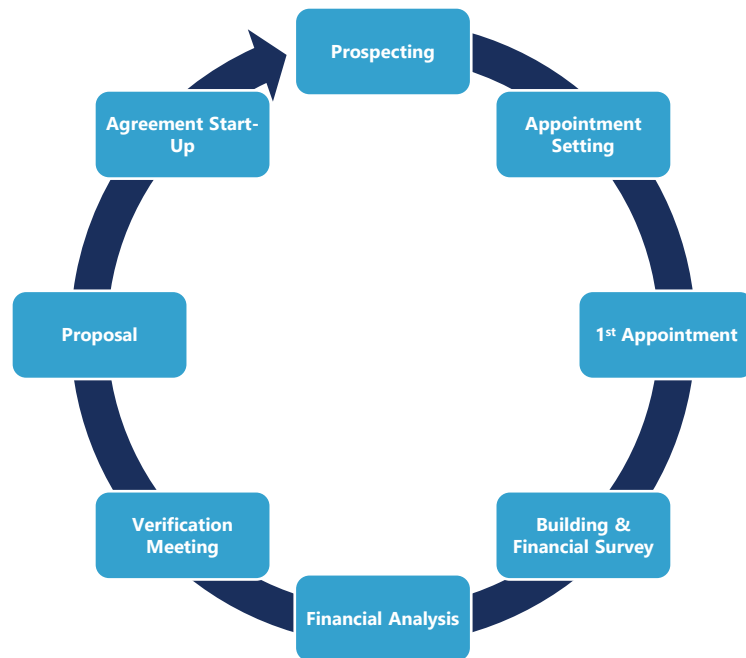 Prospecting
Appointment
Setting
1st Appointment
Building &
Financial Survey
Financial Analysis
Verification
Meeting
Proposal
Agreement Start-
Up